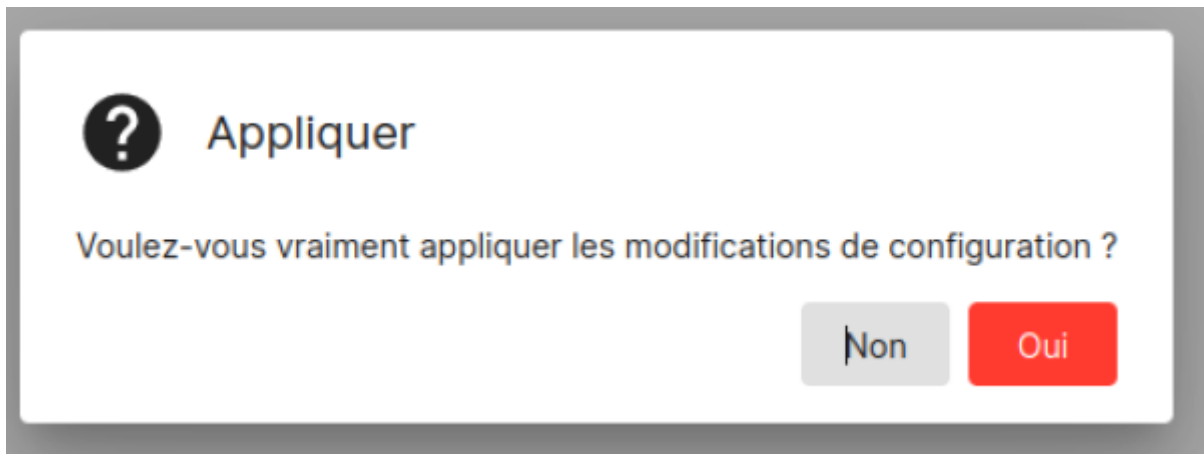 Appliquer
Voulez-vous vraiment appliquer les modifications de configuration ?
Non
Oui